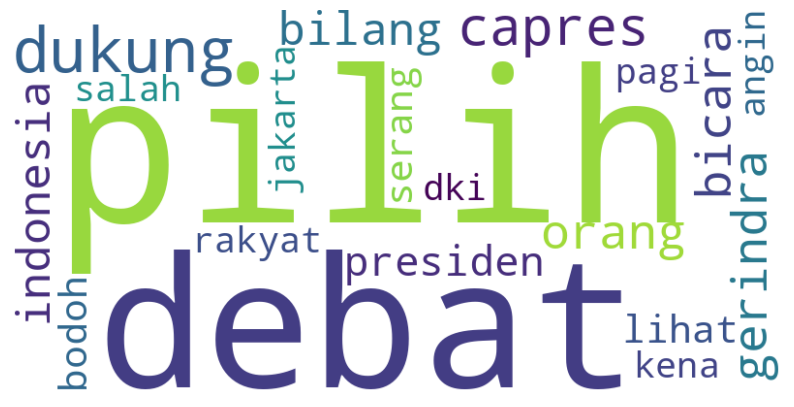 dukung
bilang
capres
salah
jakarta
serang
pagi
bicara
angin
pilih
indonesia
dki
orang
rakyat
presiden
gerindra
bodoh
debat
lihat
kena